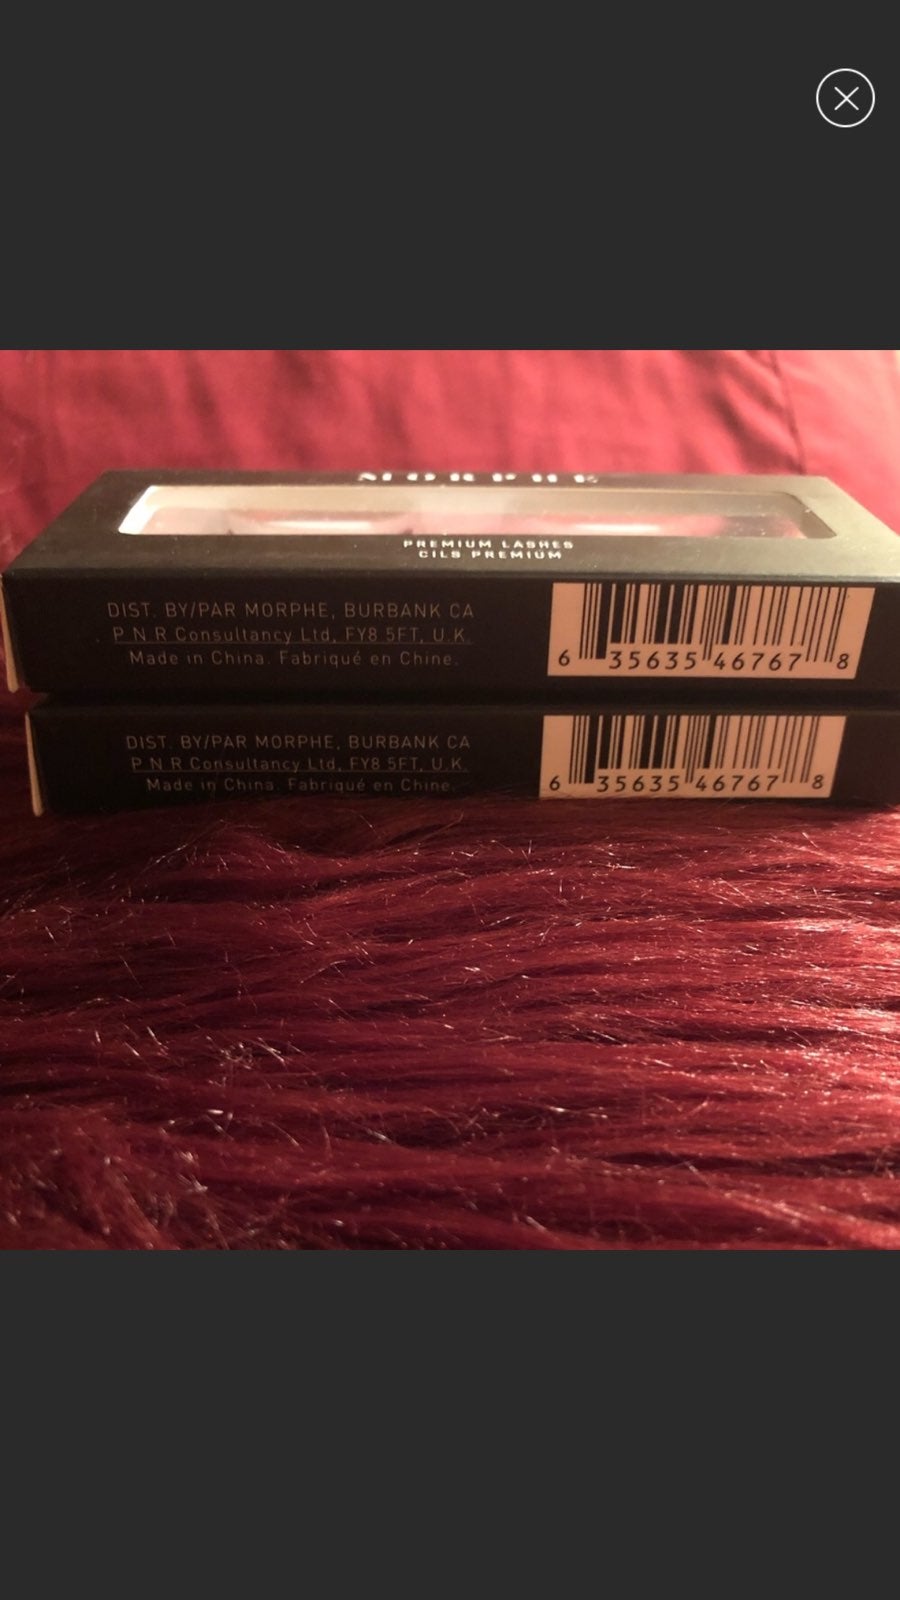 MORPHE
PREMIUM LASHES
CILS PREMIUM
DIST. BY/PAR MORPHE, BURBANK CA
P N R Consultancy Ltd, FY8 5FT, U.K.
Made in China. Fabriqué en Chine.
6 35635 46767 8
DIST. BY/PAR MORPHE, BURBANK CA
P N R Consultancy Ltd, FY8 5FT, U.K.
Made in China. Fabriqué en Chine.
6 35635 46767 8